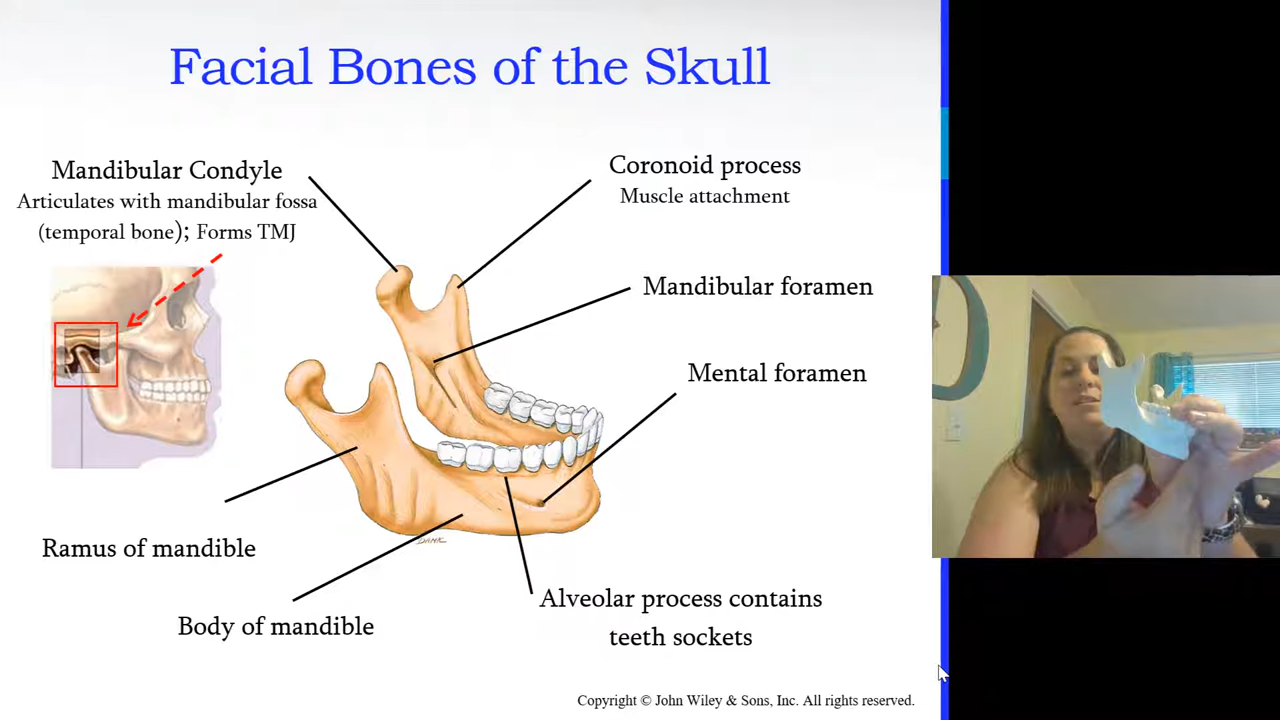 Facial Bones of the Skull
Mandibular Condyle
Articulates with mandibular fossa
(temporal bone); Forms TMJ
Coronoid process
Muscle attachment
Mandibular foramen
Mental foramen
Ramus of mandible
Body of mandible
Alveolar process contains
teeth sockets
DAMK
Copyright © John Wiley & Sons, Inc. All rights reserved.